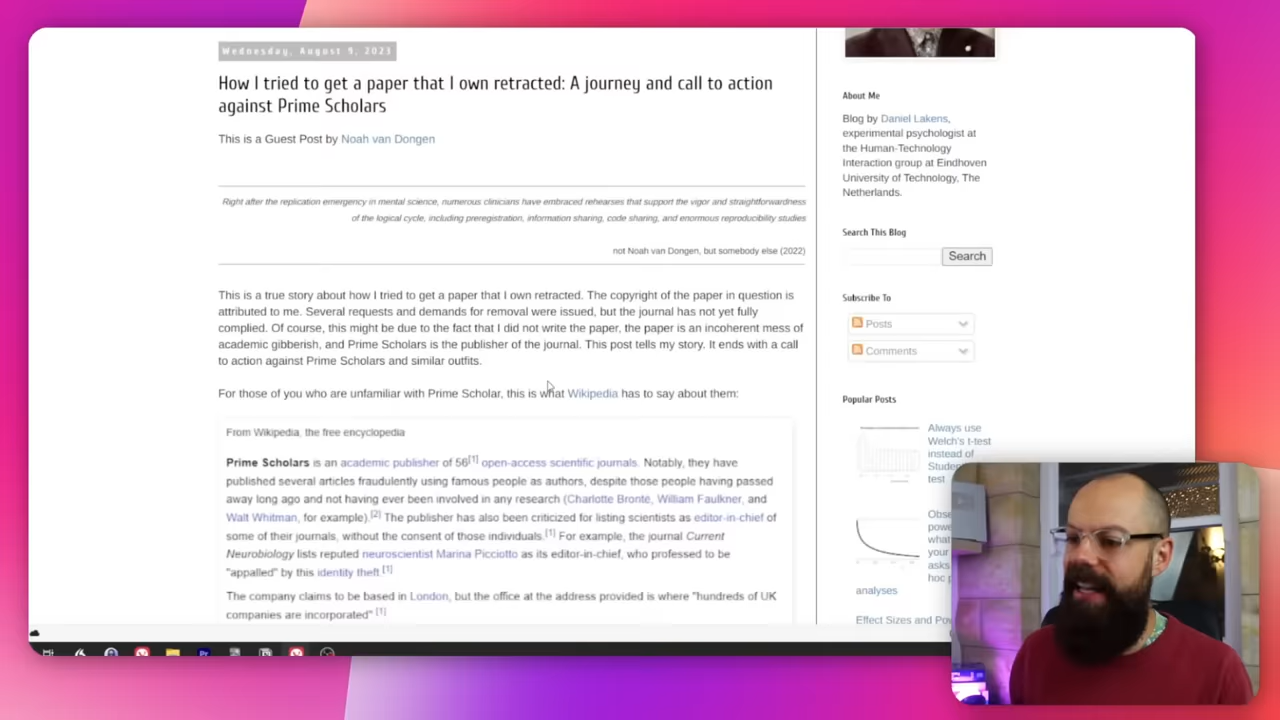 Wednesday, August 9, 2023
How I tried to get a paper that I own retracted: A journey and call to action
against Prime Scholars
This is a Guest Post by Noah van Dongen
Right after the replication emergency in mental science, numerous clinicians have embraced rehearses that support the vigor and straightforwardness
of the logical cycle, including preregistration, information sharing, code sharing, and enormous reproducibility studies
not Noah van Dongen, but somebody else (2022)
This is a true story about how I tried to get a paper that I own retracted. The copyright of the paper in question is
attributed to me. Several requests and demands for removal were issued, but the journal has not yet fully
complied. Of course, this might be due to the fact that I did not write the paper, the paper is an incoherent mess of
academic gibberish, and Prime Scholars is the publisher of the journal. This post tells my story. It ends with a call
to action against Prime Scholars and similar outfits.
For those of you who are unfamiliar with Prime Scholar, this is what Wikipedia has to say about them:
From Wikipedia, the free encyclopedia
Prime Scholars is an academic publisher of 56[1] open-access scientific journals. Notably, they have
published several articles fraudulently using famous people as authors, despite those people having passed
away long ago and not having ever been involved in any research (Charlotte Brontë, William Faulkner, and
Walt Whitman, for example).[2] The publisher has also been criticized for listing scientists as editor-in-chief of
some of their journals, without the consent of those individuals.[1] For example, the journal Current
Neurobiology lists reputed neuroscientist Marina Picciotto as its editor-in-chief, who professed to be
"appalled" by this identity theft.[1]
The company claims to be based in London, but the office at the address provided is where "hundreds of UK
companies are incorporated" [1]
About Me
Blog by Daniel Lakens,
experimental psychologist at
the Human-Technology
Interaction group at Eindhoven
University of Technology, The
Netherlands.
Search This Blog
Search
Subscribe To
Posts
Comments
Popular Posts
Always use
Welch's t-test
instead of
test
what
your
asks
hoc
analyses
Effect Sizes and
Pr